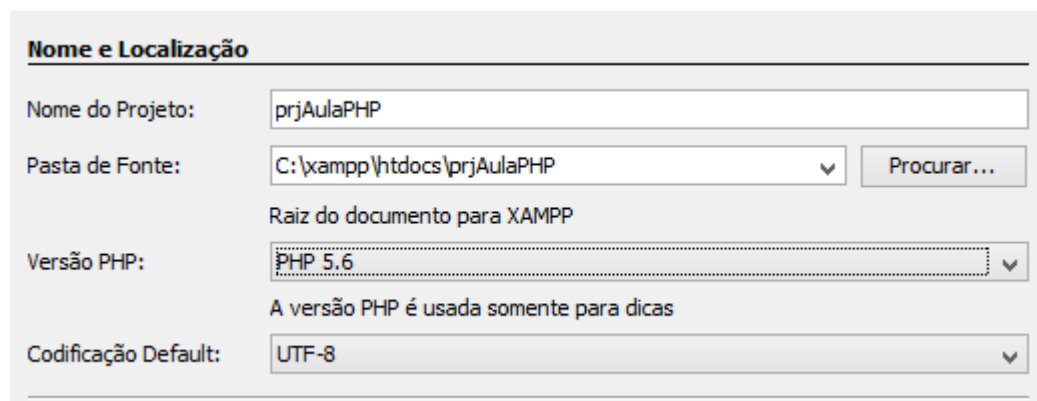 Nome e Localização
Nome do Projeto: prjAulaPHP
Pasta de Fonte: C:\xampp\htdocs\prjAulaPHP Procurar...
Raiz do documento para XAMPP
Versão PHP: PHP 5.6
A versão PHP é usada somente para dicas
Codificação Default: UTF-8